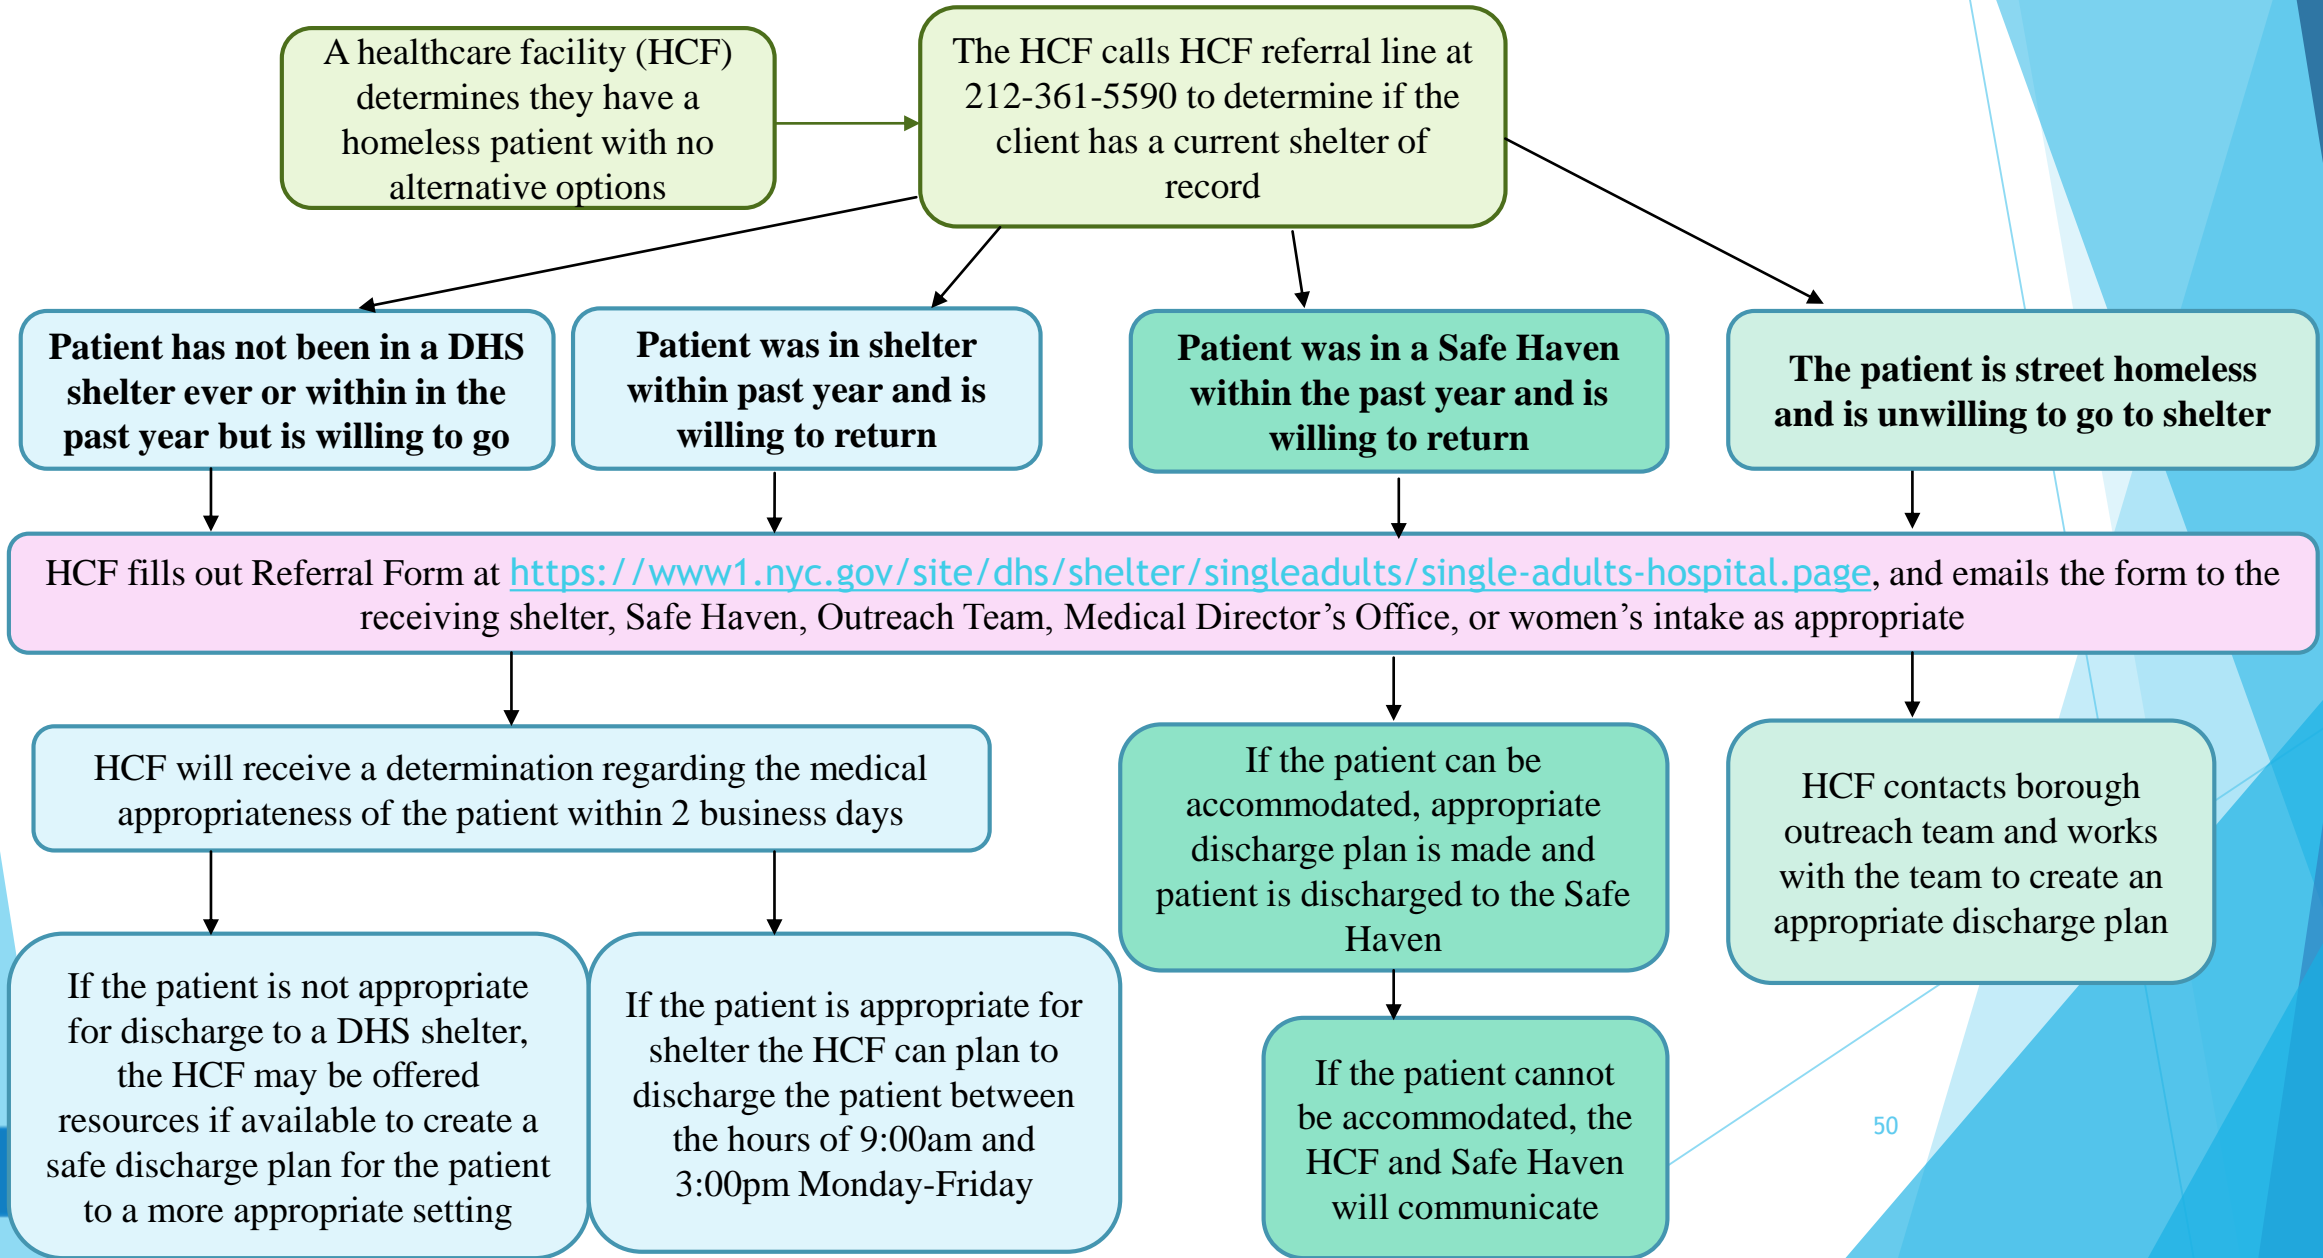 A healthcare facility (HCF)
determines they have a
homeless patient with no
alternative options
The HCF calls HCF referral line at
212-361-5590 to determine if the
client has a current shelter of
record
Patient has not been in a DHS
shelter ever or within in the
past year but is willing to go
Patient was in shelter
within past year and is
willing to return
Patient was in a Safe Haven
within the past year and is
willing to return
The patient is street homeless
and is unwilling to go to shelter
HCF fills out Referral Form at https://www1.nyc.gov/site/dhs/shelter/singleadults/single-adults-hospital.page, and emails the form to the
receiving shelter, Safe Haven, Outreach Team, Medical Director’s Office, or women’s intake as appropriate
HCF will receive a determination regarding the medical
appropriateness of the patient within 2 business days
If the patient is not appropriate
for discharge to a DHS shelter,
the HCF may be offered
resources if available to create a
safe discharge plan for the patient
to a more appropriate setting
If the patient is appropriate for
shelter the HCF can plan to
discharge the patient between
the hours of 9:00am and
3:00pm Monday-Friday
If the patient can be
accommodated, appropriate
discharge plan is made and
patient is discharged to the Safe
Haven
If the patient cannot
be accommodated, the
HCF and Safe Haven
will communicate
HCF contacts borough
outreach team and works
with the team to create an
appropriate discharge plan
50